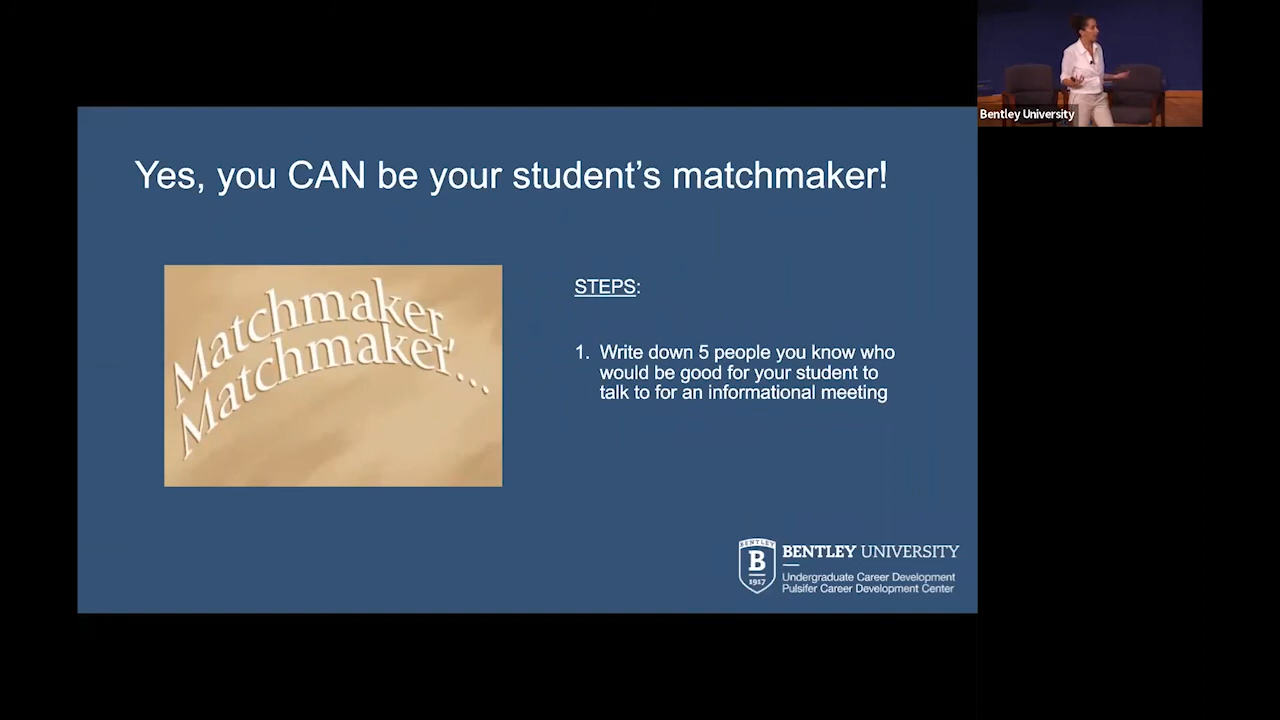 Bentley University
Yes, you CAN be your student's matchmaker!
Matchmaker
Matchmaker...
STEPS:
1. Write down 5 people you know who
would be good for your student to
talk to for an informational meeting
BENTLEY
B
1917
BENTLEY UNIVERSITY
Undergraduate Career Development
Pulsifer Career Development Center